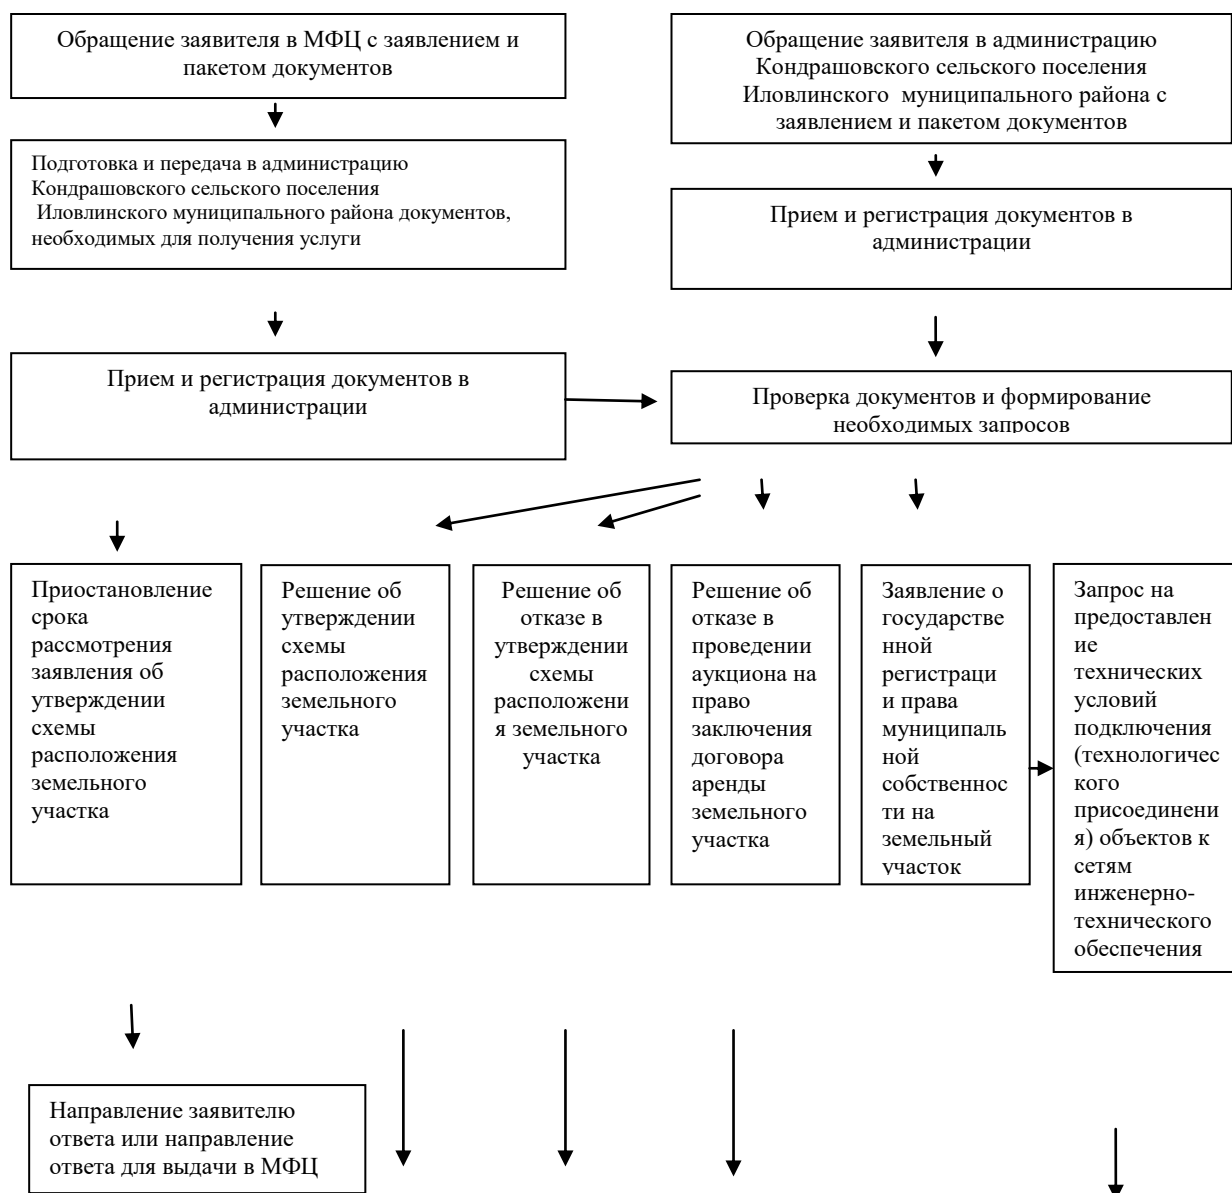 Обращение заявителя в МФЦ с заявлением и
пакетом документов
Обращение заявителя в администрацию
Кондрашовского сельского поселения
Иловлинского муниципального района с
заявлением и пакетом документов
Подготовка и передача в администрацию
Кондрашовского сельского поселения
Иловлинского муниципального района документов,
необходимых для получения услуги
Прием и регистрация документов в
администрации
Прием и регистрация документов в
администрации
Проверка документов и формирование
необходимых запросов
Приостановление
срока
рассмотрения
заявления об
утверждении
схемы
расположения
земельного
участка
Решение об
утверждении
схемы
расположения
земельного
участка
Решение об
отказе в
утверждении
схемы
расположени
я земельного
участка
Решение об
отказе в
проведении
аукциона на
право
заключения
договора
аренды
земельного
участка
Заявление о
государстве
нной
регистраци
и права
муниципаль
ной
собственнос
ти на
земельный
участок
Запрос на
предоставлен
ие
технических
условий
подключения
(технологичес
кого
присоединени
я) объектов к
сетям
инженерно-
технического
обеспечения
Направление заявителю
ответа или направление
ответа для выдачи в МФЦ